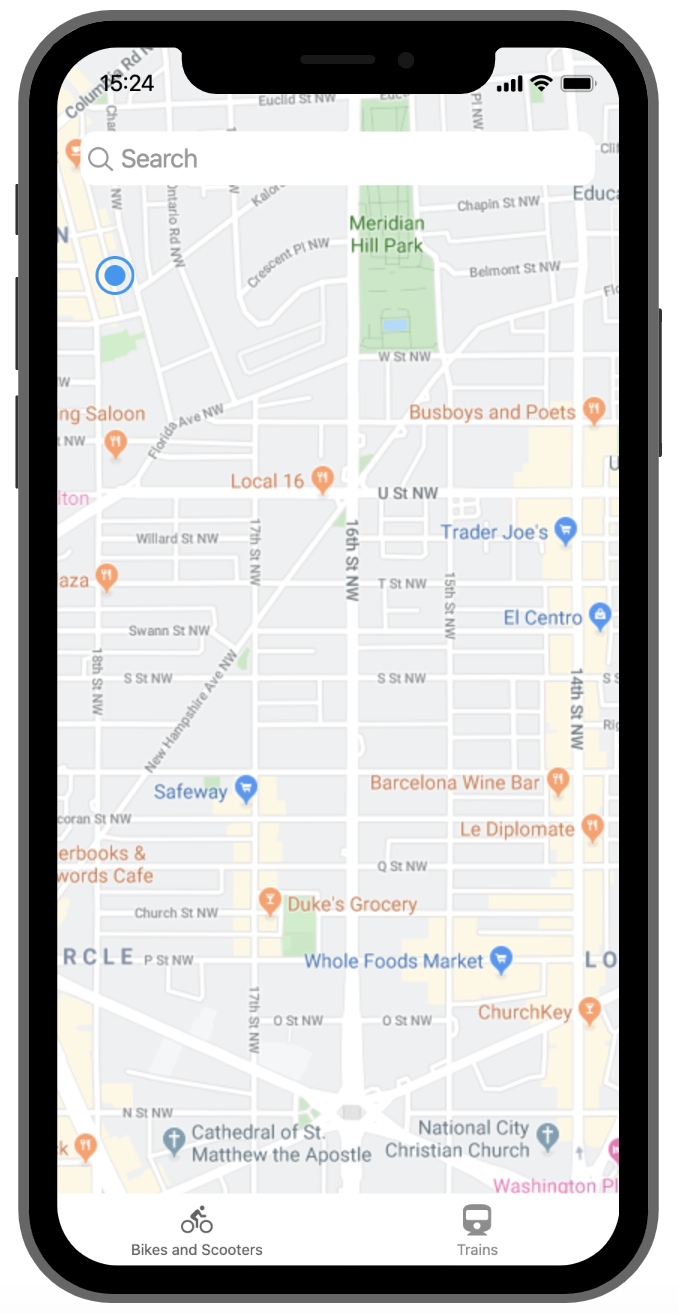 Columbia Rd N
15:24
Euclid St NW
Search
Ontario Rd NW
Chapin St NW
Educa
Meridian
Hill Park
Crescent Pl NW
Belmont St NW
W St NW
ng Saloon
Florida Ave NW
Busboys and Poets
Local 16
U St NW
lton
Trader Joe's
Willard St NW
17th St NW
16th St NW
aza
T St NW
15th St NW
El Centro
Swann St NW
18th St NW
S St NW
S St NW
14th St NW
New Hampshire Ave NW
Safeway
Barcelona Wine Bar
coran St NW
Le Diplomate
erbooks &
words Cafe
Q St NW
Church St NW
Duke's Grocery
RCLE
P St NW
Whole Foods Market
LO
ChurchKey
17th St NW
O St NW
O St NW
N St NW
Cathedral of St.
Matthew the Apostle
National City
Christian Church
Washington Pl
Bikes and Scooters
Trains